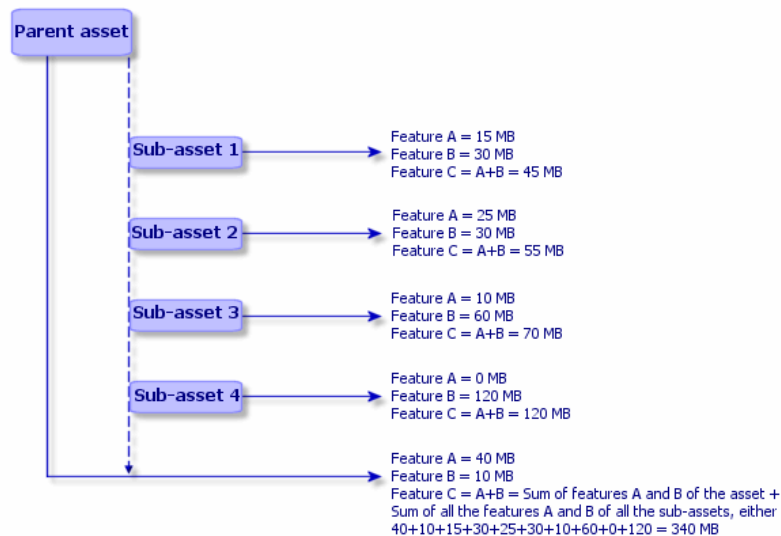 Parent asset
Sub-asset 1
Feature A = 15 MB
Feature B = 30 MB
Feature C = A+B = 45 MB
Sub-asset 2
Feature A = 25 MB
Feature B = 30 MB
Feature C = A+B = 55 MB
Sub-asset 3
Feature A = 10 MB
Feature B = 60 MB
Feature C = A+B = 70 MB
Sub-asset 4
Feature A = 0 MB
Feature B = 120 MB
Feature C = A+B = 120 MB
Feature A = 40 MB
Feature B = 10 MB
Feature C = A+B = Sum of features A and B of the asset +
Sum of all the features A and B of all the sub-assets, either
40+10+15+30+25+30+10+60+0+120 = 340 MB